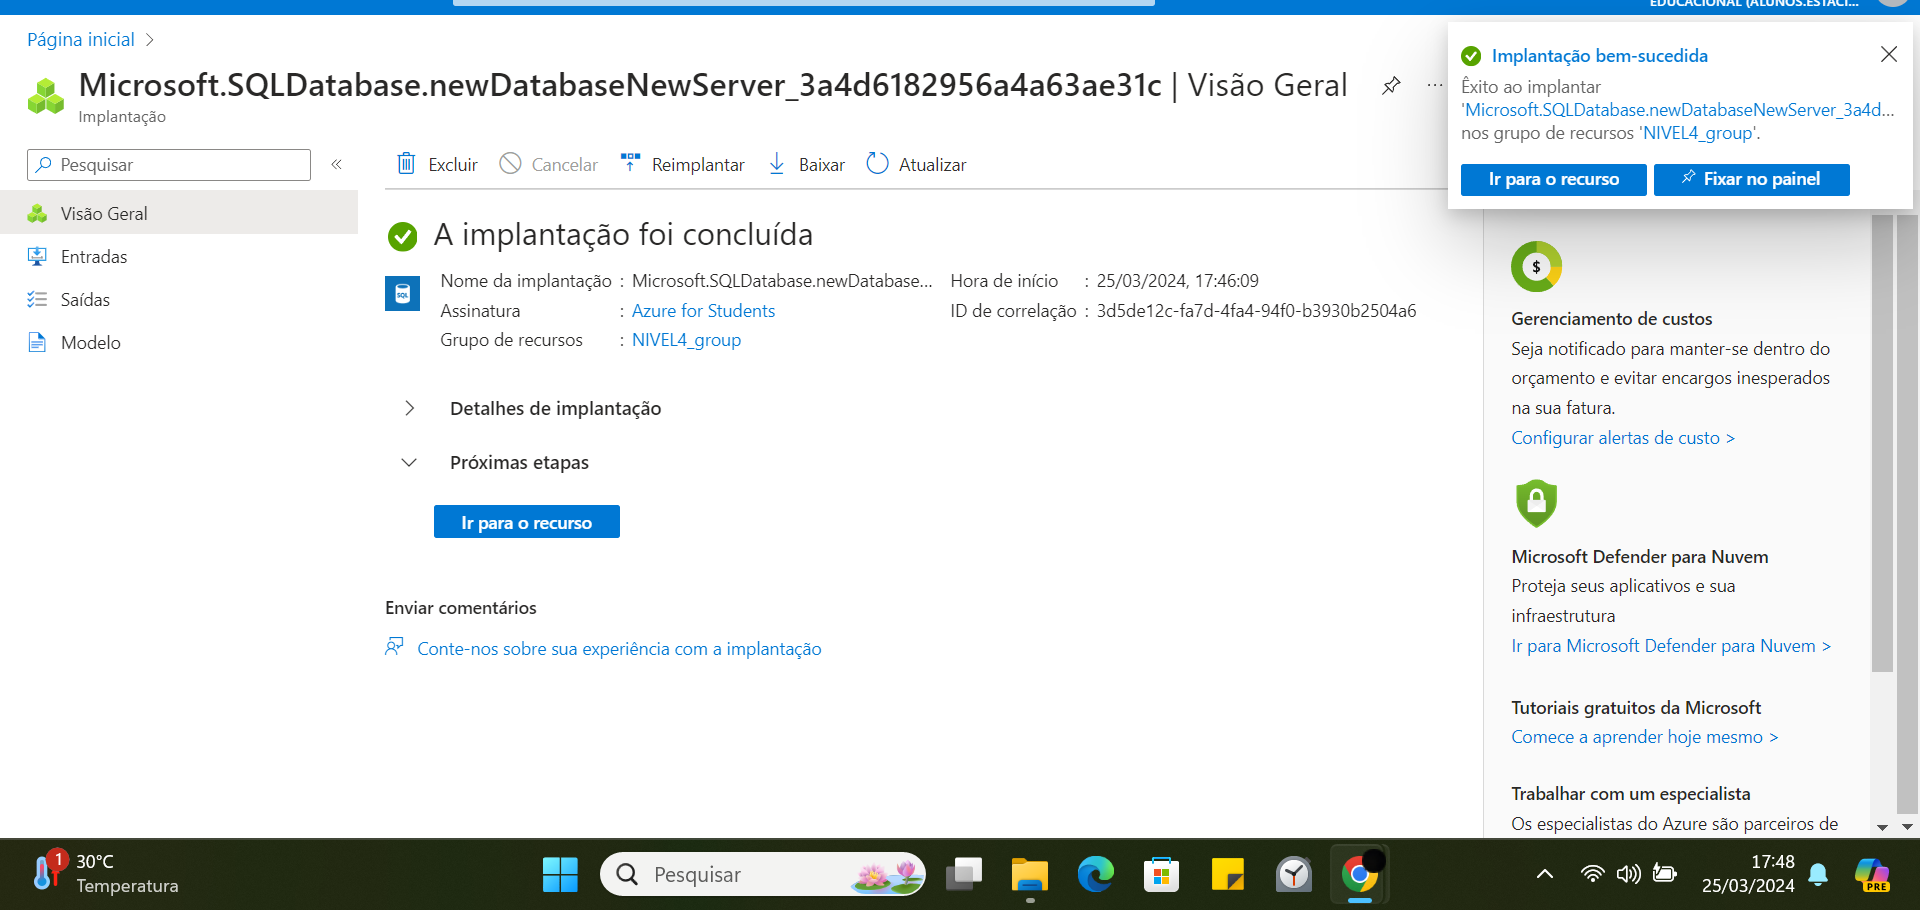 EDUCACIONAL (ALUNOS.ESTACI...
Página inicial
Microsoft.SQLDatabase.newDatabaseNewServer_3a4d6182956a4a63ae31c | Visão Geral
Implantação
Pesquisar
«
Excluir
Cancelar
Reimplantar
Baixar
Atualizar
Implantação bem-sucedida
Êxito ao implantar
'Microsoft.SQLDatabase.newDatabaseNewServer_3a4d...
nos grupo de recursos 'NIVEL4_group'.
Ir para o recurso
Fixar no painel
Visão Geral
Entradas
Saídas
Modelo
A implantação foi concluída
Nome da implantação : Microsoft.SQLDatabase.newDatabase...
Assinatura : Azure for Students
Grupo de recursos : NIVEL4_group
Hora de início : 25/03/2024, 17:46:09
ID de correlação : 3d5de12c-fa7d-4fa4-94f0-b3930b2504a6
Detalhes de implantação
Próximas etapas
Ir para o recurso
Enviar comentários
Conte-nos sobre sua experiência com a implantação
$
Gerenciamento de custos
Seja notificado para manter-se dentro do
orçamento e evitar encargos inesperados
na sua fatura.
Configurar alertas de custo >
Microsoft Defender para Nuvem
Proteja seus aplicativos e sua
infraestrutura
Ir para Microsoft Defender para Nuvem >
Tutoriais gratuitos da Microsoft
Comece a aprender hoje mesmo >
Trabalhar com um especialista
Os especialistas do Azure são parceiros de
1
30°C
Temperatura
Pesquisar
17:48
25/03/2024
PRE
SQL